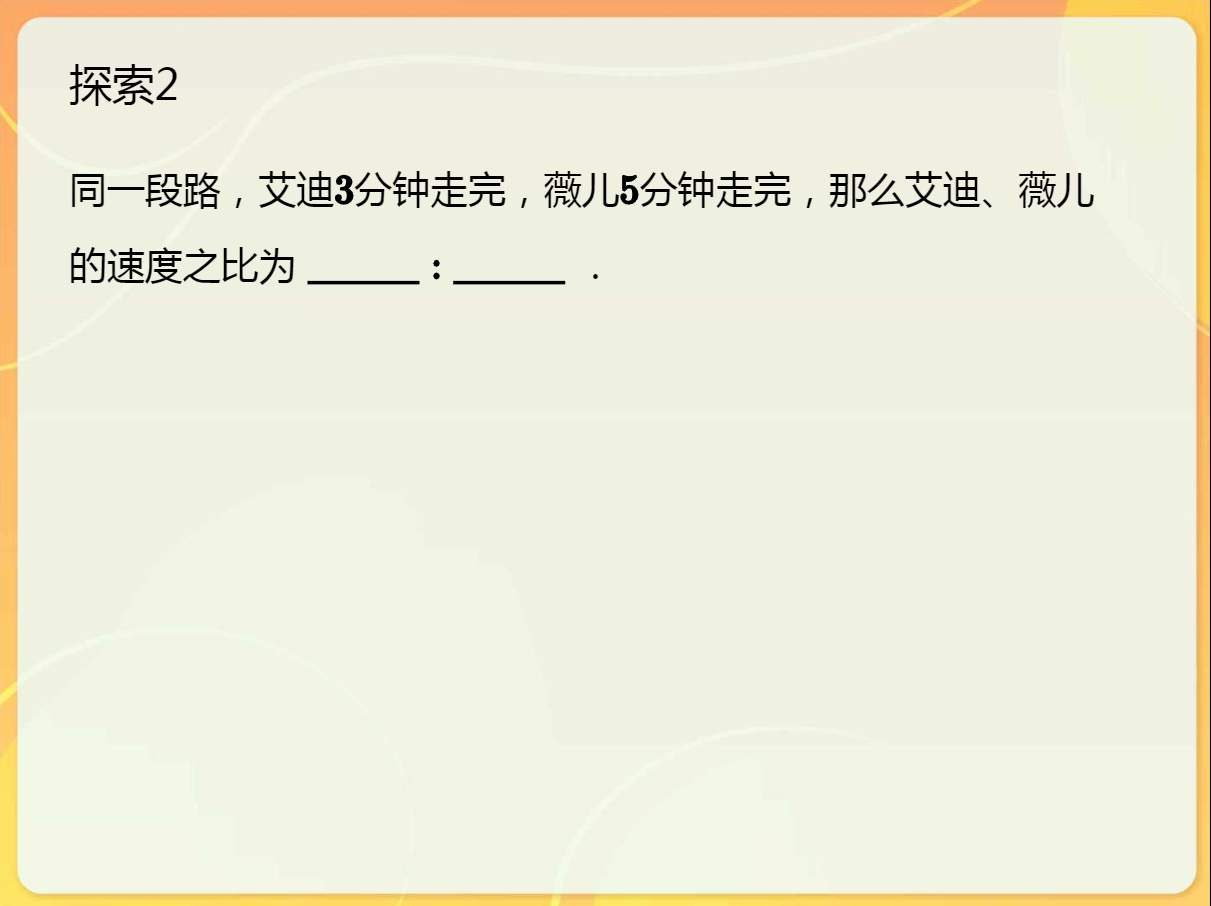 探索2
同一段路，艾迪3分钟走完，薇儿5分钟走完，那么艾迪、薇儿
的速度之比为 ______ : ______ .